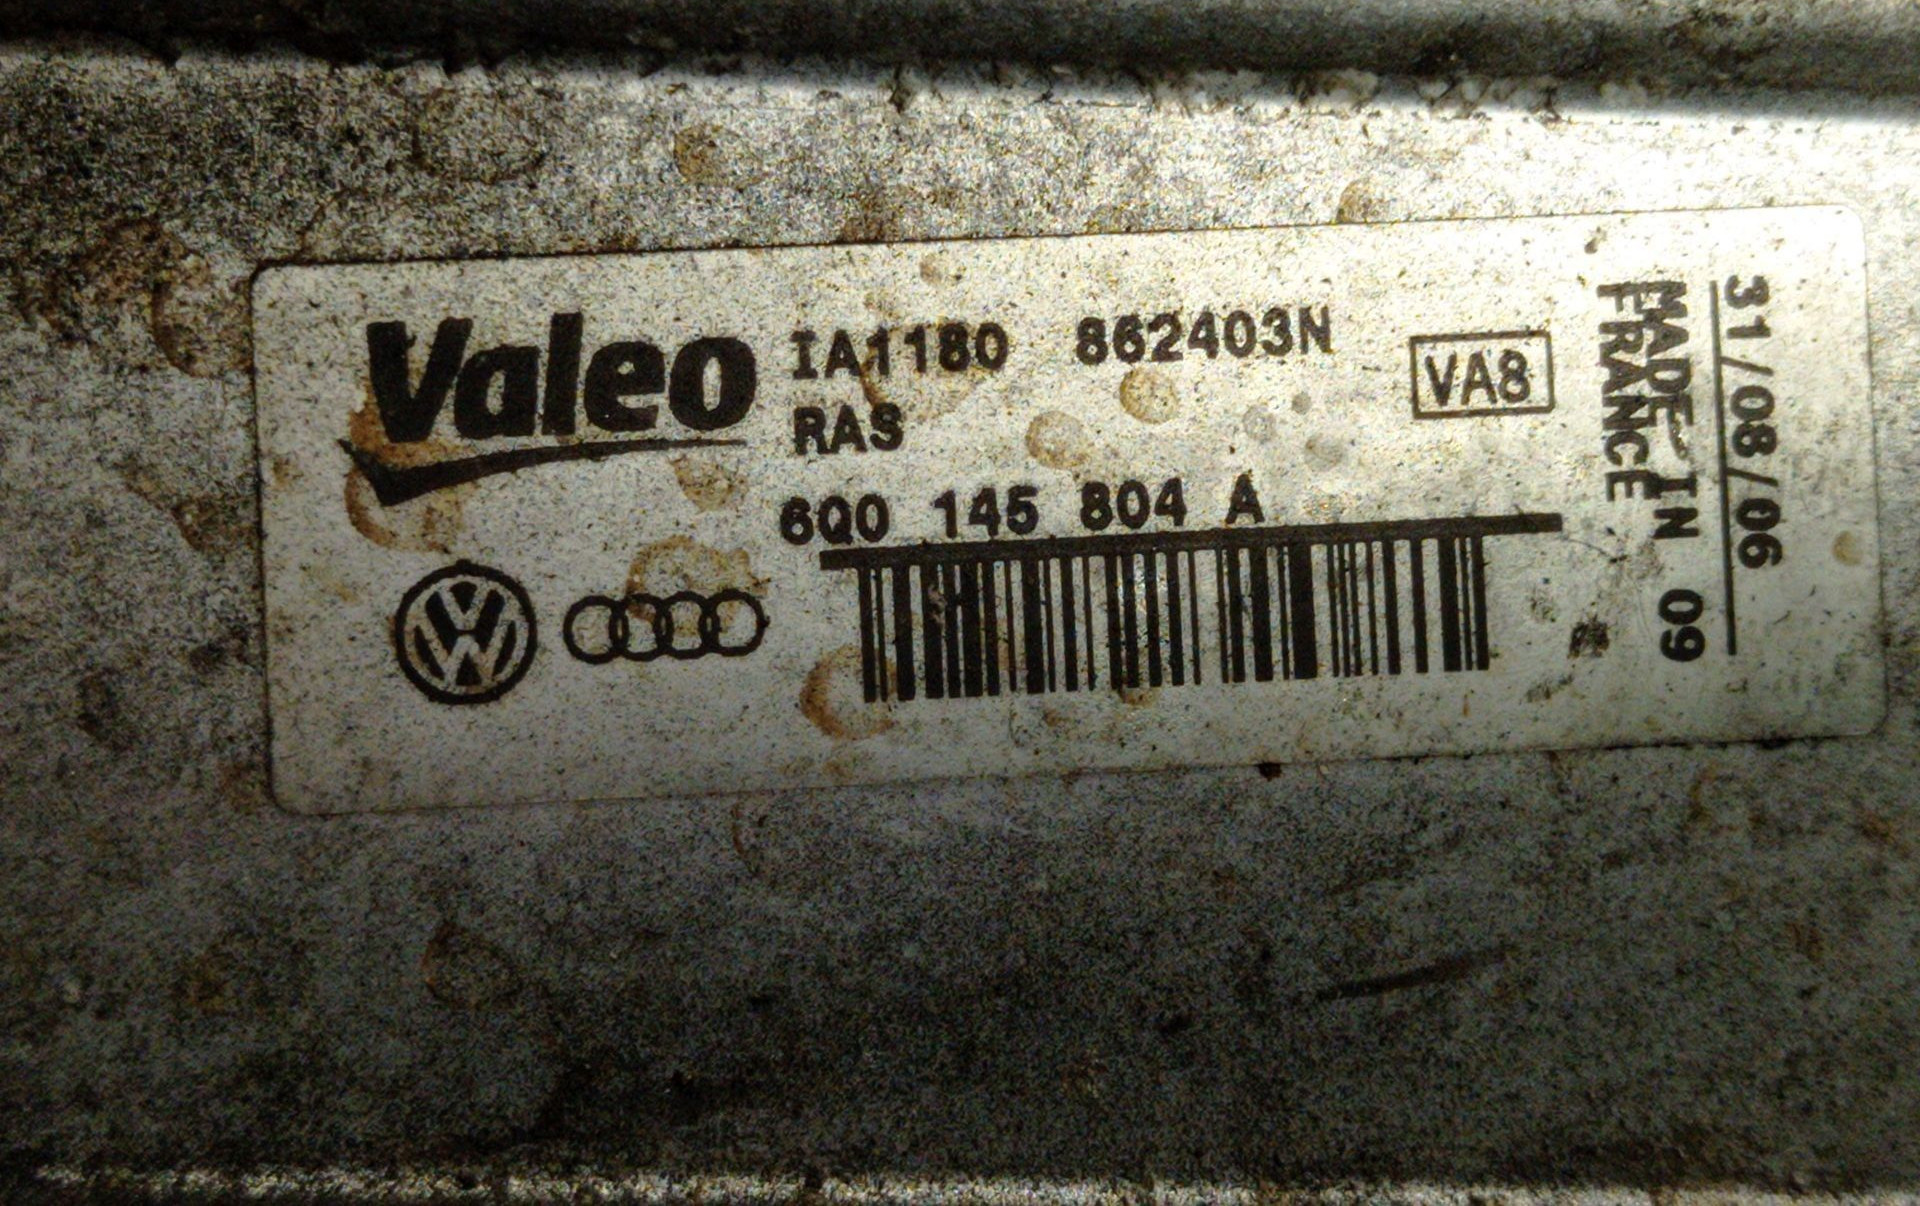 Valeo
IA1180 862403N
RAS
VA8
6Q0 145 804 A
31/08/06
MADE IN 09
FRANCE